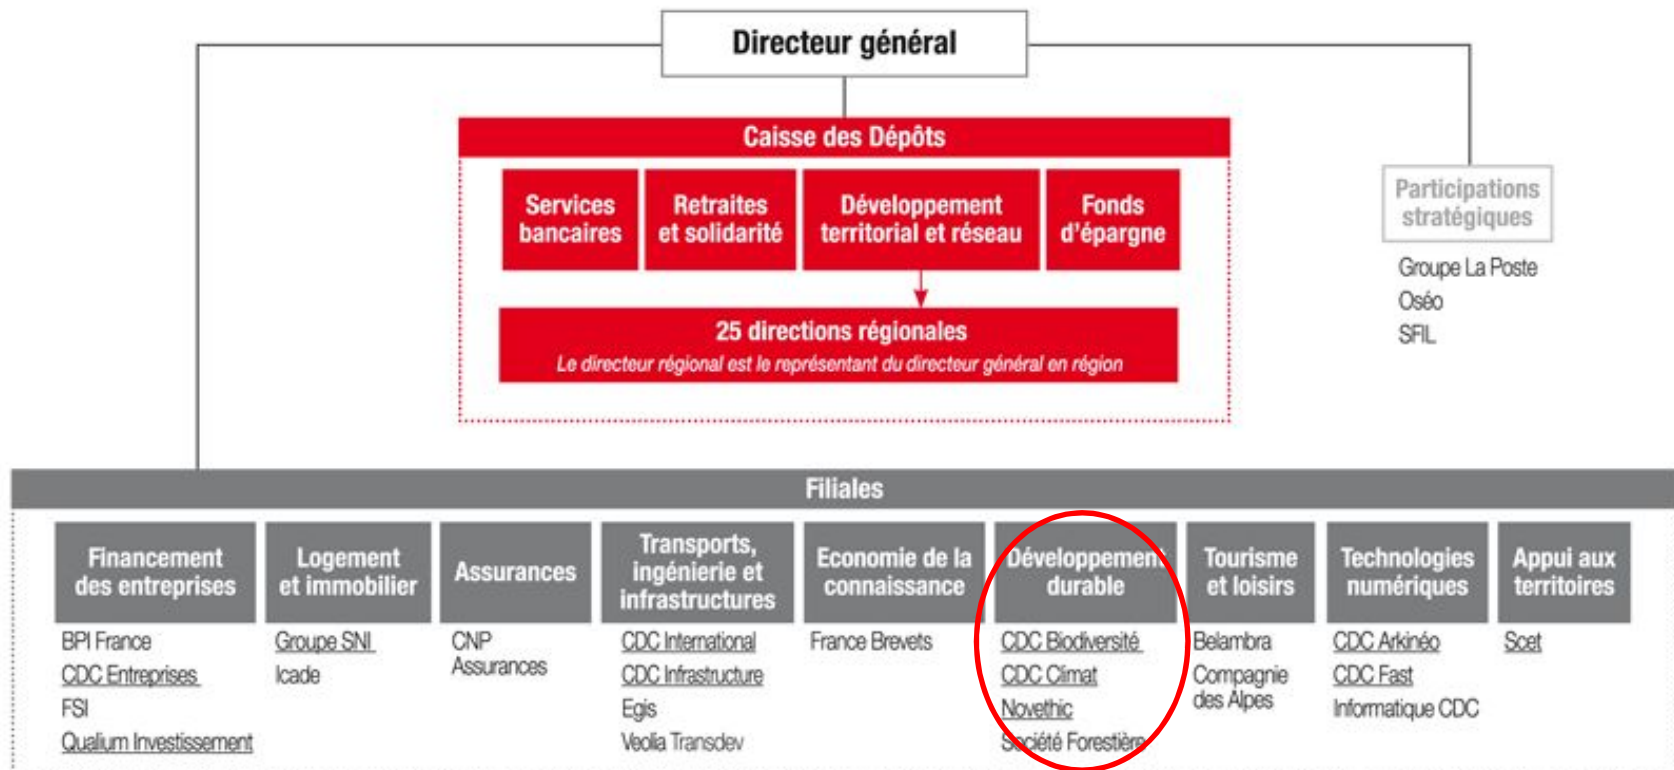 Directeur général
Caisse des Dépôts
Services
bancaires
Retraites
et solidarité
Développement
territorial et réseau
Fonds
d'épargne
25 directions régionales
Le directeur régional est le représentant du directeur général en région
Participations
stratégiques
Groupe La Poste
Oséo
SFIL
Filiales
Financement
des entreprises
BPI France
CDC Entreprises
FSI
Qualium Investissement
Logement
et immobilier
Groupe SNI
Icade
Assurances
CNP
Assurances
Transports,
ingénierie et
infrastructures
CDC International
CDC Infrastructure
Egis
Veolia Transdev
Economie de la
connaissance
France Brevets
Développement
durable
CDC Biodiversité
CDC Climat
Novethic
Société Forestière
Tourisme
et loisirs
Belambra
Compagnie
des Alpes
Technologies
numériques
CDC Arkinéo
CDC Fast
Informatique CDC
Appui aux
territoires
Scet